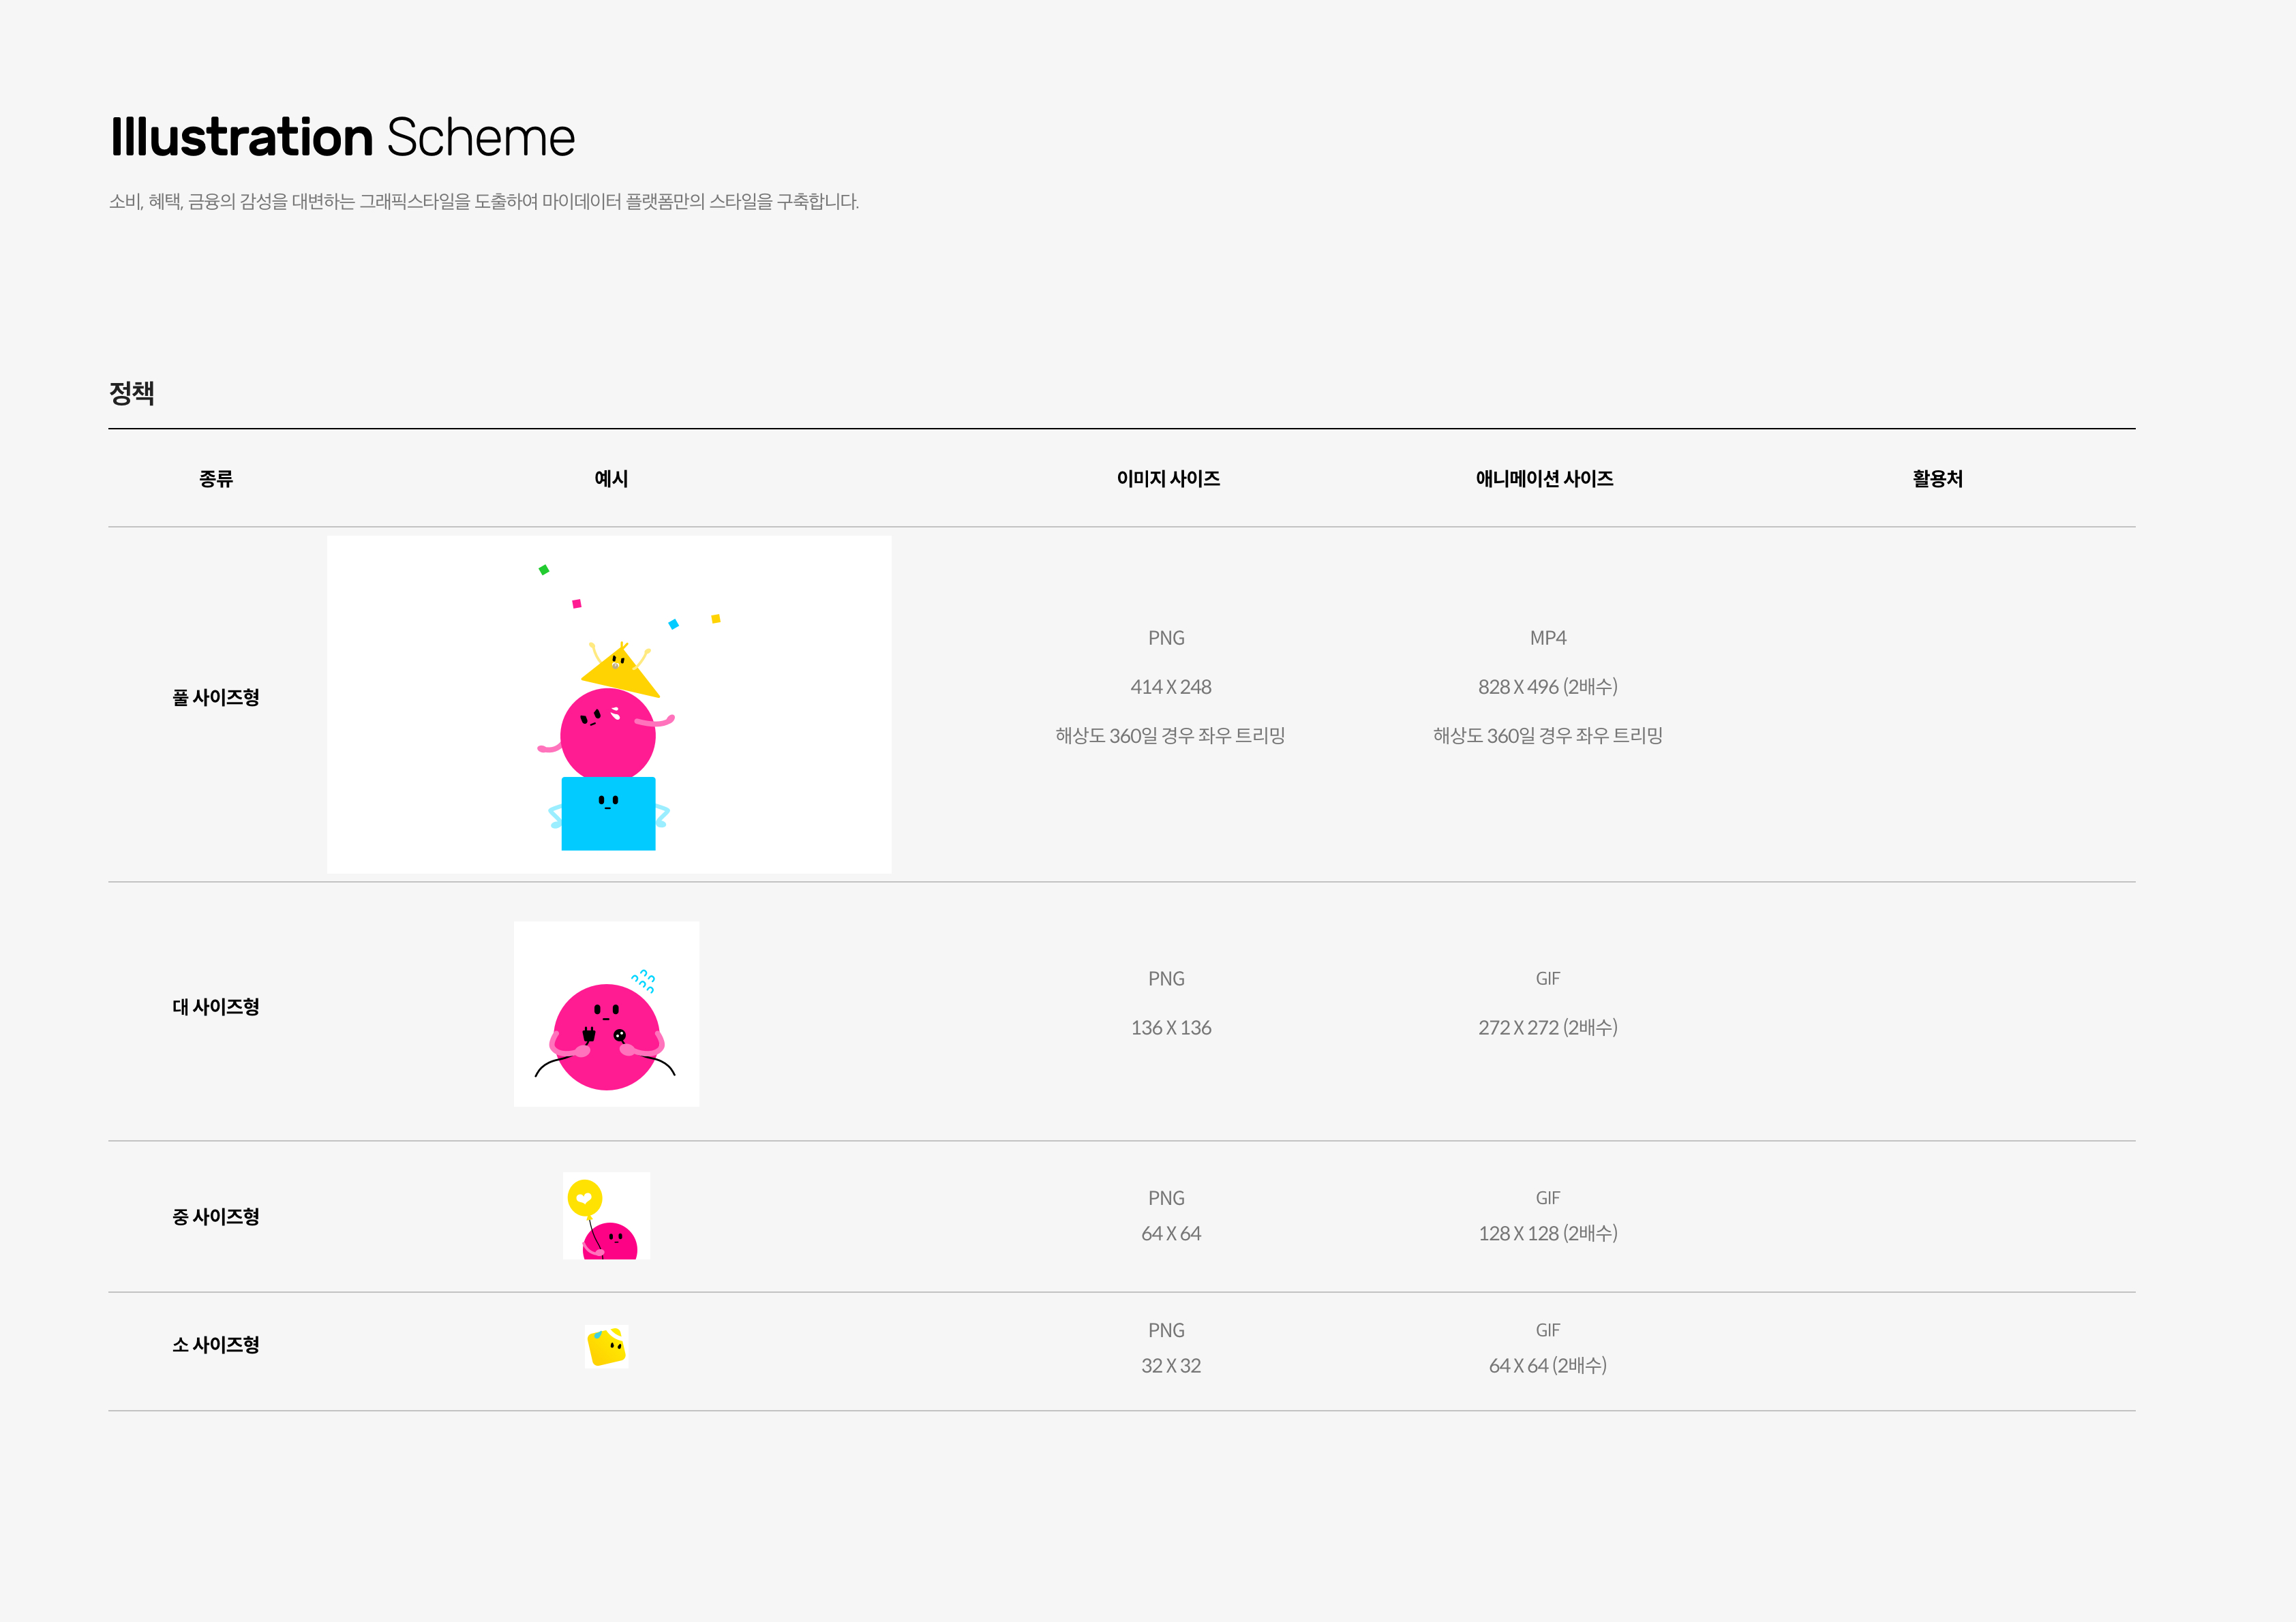 Illustration Scheme
소비, 혜택, 금융의 감성을 대변하는 그래픽스타일을 도출하여 마이데이터 플랫폼만의 스타일을 구축합니다.
정책
종류 예시 이미지 사이즈 애니메이션 사이즈 활용처
풀 사이즈형
PNG
414 X 248
해상도 360일 경우 좌우 트리밍
MP4
828 X 496 (2배수)
해상도 360일 경우 좌우 트리밍
대 사이즈형
PNG
136 X 136
GIF
272 X 272 (2배수)
중 사이즈형
PNG
64 X 64
GIF
128 X 128 (2배수)
소 사이즈형
PNG
32 X 32
GIF
64 X 64 (2배수)